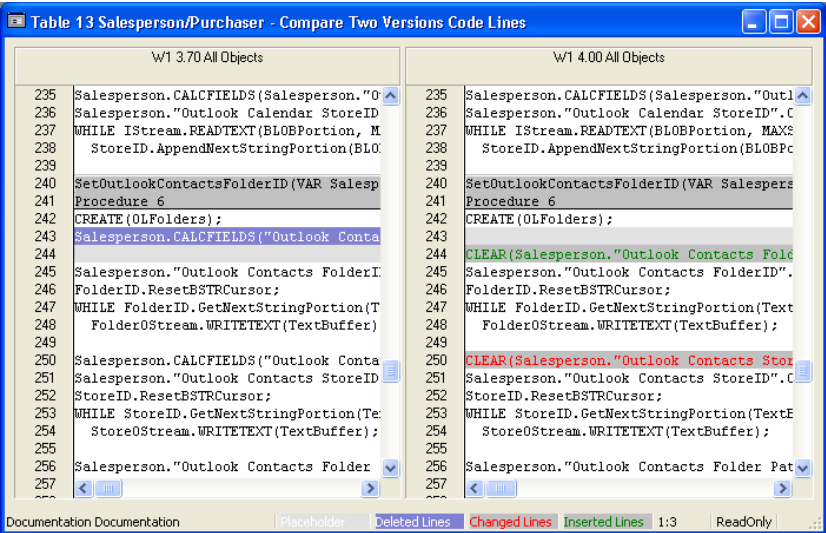 Table 13 Salesperson/Purchaser - Compare Two Versions Code Lines
W1 3.70 All Objects
235 Salesperson.CALCFIELDS(Salesperson."O
236 Salesperson."Outlook Calendar StoreID
237 WHILE IStream.READTEXT(BLOBPortion, M
238 StoreID.AppendNextStringPortion(BLO
239
240 SetOutlookContactsFolderID(VAR Salesp
241 Procedure 6
242 CREATE(OLFolders);
243 Salesperson.CALCFIELDS("Outlook Conta
244
245 Salesperson."Outlook Contacts FolderI
246 FolderID.ResetBSTRCursor;
247 WHILE FolderID.GetNextStringPortion(T
248 FolderOStream.WRITETEXT(TextBuffer)
249
250 Salesperson.CALCFIELDS("Outlook Conta
251 Salesperson."Outlook Contacts StoreID
252 StoreID.ResetBSTRCursor;
253 WHILE StoreID.GetNextStringPortion(Te
254 StoreOStream.WRITETEXT(TextBuffer);
255
256 Salesperson."Outlook Contacts Folder
257
W1 4.00 All Objects
235 Salesperson.CALCFIELDS(Salesperson."Outl
236 Salesperson."Outlook Calendar StoreID".C
237 WHILE IStream.READTEXT(BLOBPortion, MAXS
238 StoreID.AppendNextStringPortion(BLOBPo
239
240 SetOutlookContactsFolderID(VAR Salespers
241 Procedure 6
242 CREATE(OLFolders);
243
244 CLEAR(Salesperson."Outlook Contacts Fold
245 Salesperson."Outlook Contacts FolderID".
246 FolderID.ResetBSTRCursor;
247 WHILE FolderID.GetNextStringPortion(Text
248 FolderOStream.WRITETEXT(TextBuffer);
249
250 CLEAR(Salesperson."Outlook Contacts Stor
251 Salesperson."Outlook Contacts StoreID".C
252 StoreID.ResetBSTRCursor;
253 WHILE StoreID.GetNextStringPortion(TextB
254 StoreOStream.WRITETEXT(TextBuffer);
255
256 Salesperson."Outlook Contacts Folder Pat
257
Documentation Documentation Placeholder Deleted Lines Changed Lines Inserted Lines 1:3 ReadOnly